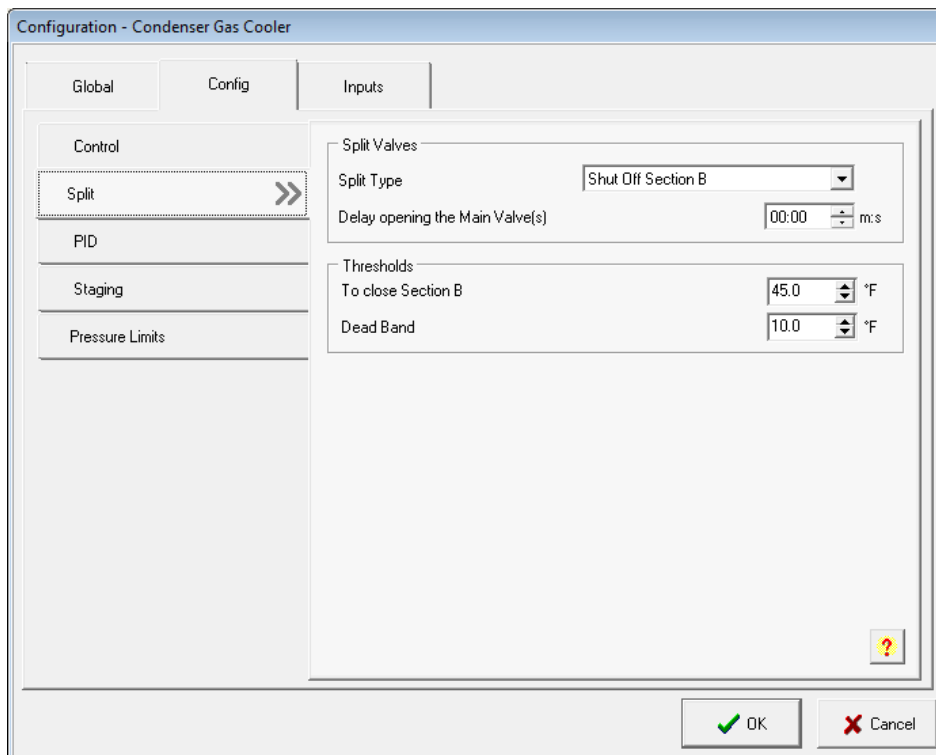 Configuration - Condenser Gas Cooler
Global Config Inputs
Control
Split
PID
Staging
Pressure Limits
Split Valves
Split Type Shut Off Section B
Delay opening the Main Valve(s) 00:00 m:s
Thresholds
To close Section B 45.0 °F
Dead Band 10.0 °F
?
OK Cancel